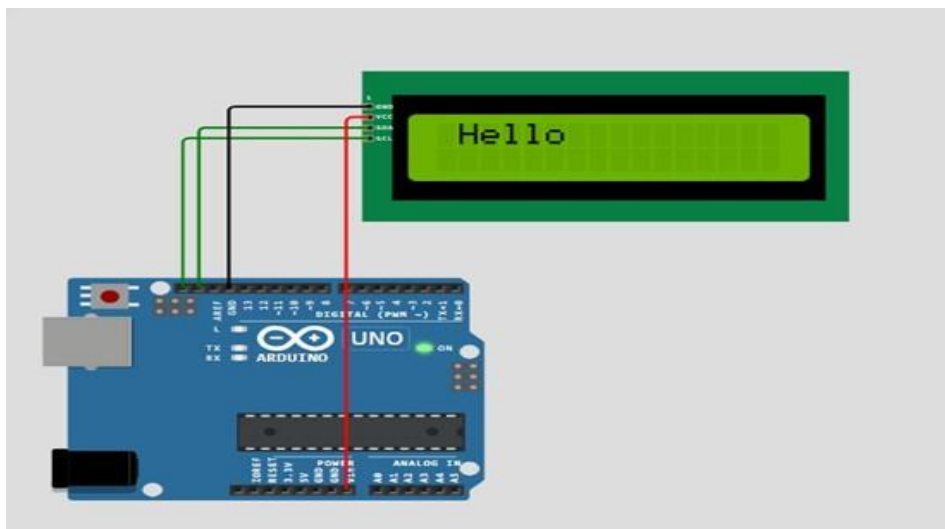 1
GND
VCC
SDA
SCL
Hello
AREF
GND
13
12
~11
~10
~9
8
7
~6
~5
4
~3
2
TX→1
RX←0
DIGITAL (PWM ~)
L
TX
RX
UNO
ARDUINO
ON
IOREF
RESET
3.3V
5V
GND
GND
Vin
POWER
ANALOG IN
A0
A1
A2
A3
A4
A5